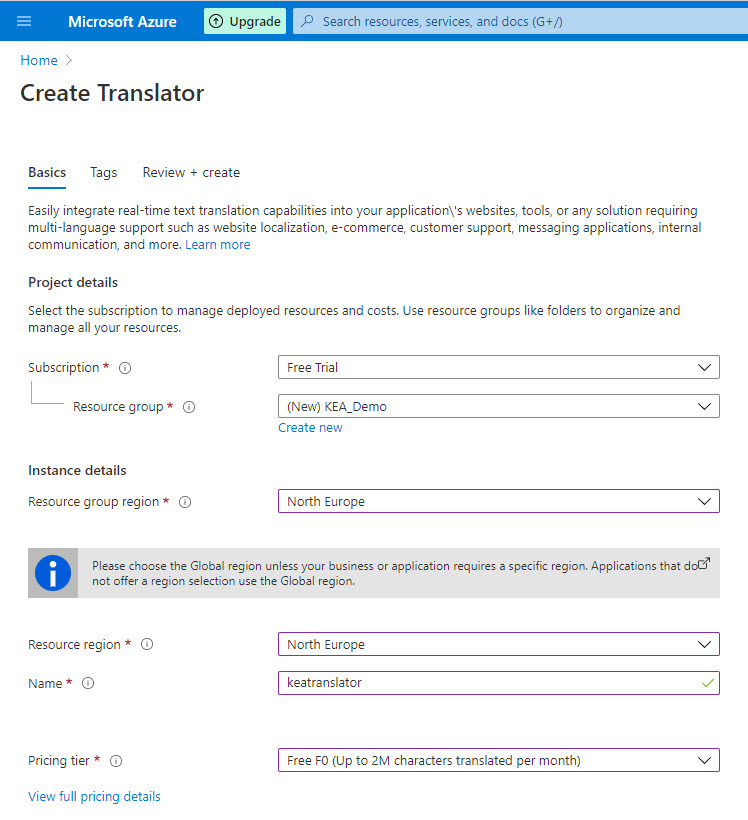 Microsoft Azure
Upgrade
Search resources, services, and docs (G+/)
Home
Create Translator
Basics
Tags
Review + create
Easily integrate real-time text translation capabilities into your application\'s websites, tools, or any solution requiring
multi-language support such as website localization, e-commerce, customer support, messaging applications, internal
communication, and more. Learn more
Project details
Select the subscription to manage deployed resources and costs. Use resource groups like folders to organize and
manage all your resources.
Subscription *
Free Trial
Resource group *
(New) KEA_Demo
Create new
Instance details
Resource group region *
North Europe
Please choose the Global region unless your business or application requires a specific region. Applications that do
not offer a region selection use the Global region.
Resource region *
North Europe
Name *
keatranslator
Pricing tier *
Free F0 (Up to 2M characters translated per month)
View full pricing details